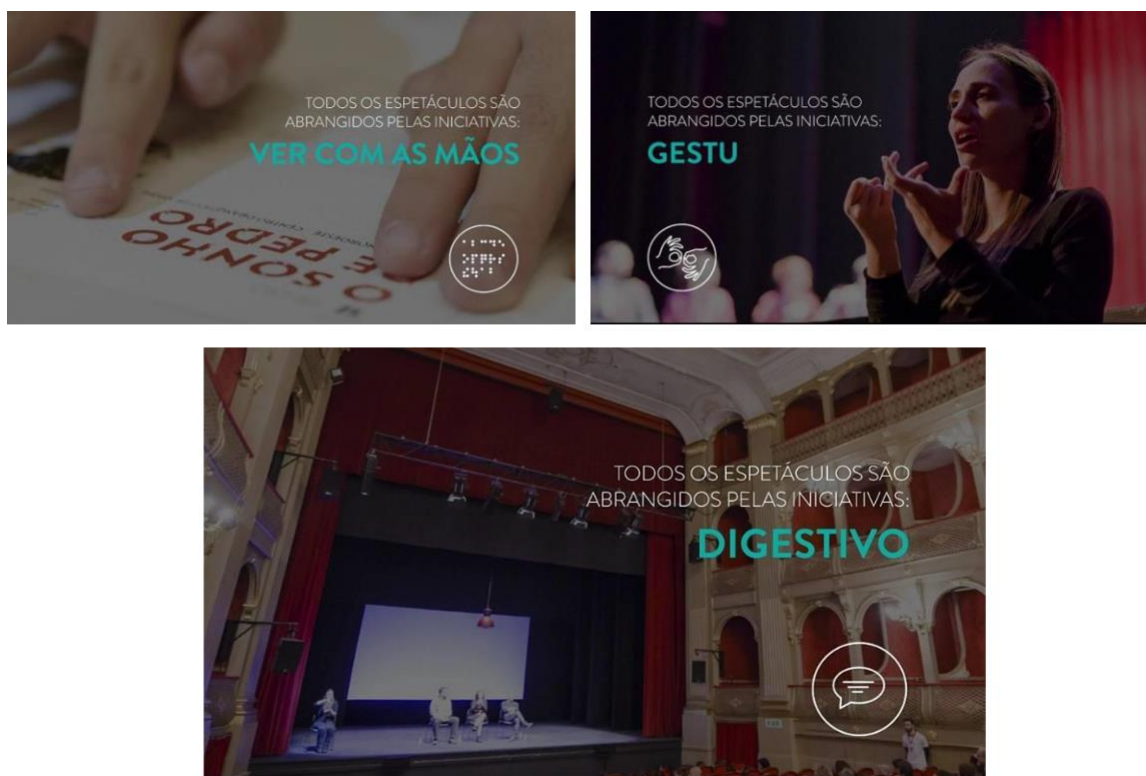 TODOS OS ESPETÁCULOS SÃO
ABRANGIDOS PELAS INICIATIVAS:
VER COM AS MÃOS
O SONHO
E PEDRO
TODOS OS ESPETÁCULOS SÃO
ABRANGIDOS PELAS INICIATIVAS:
GESTU
TODOS OS ESPETÁCULOS SÃO
ABRANGIDOS PELAS INICIATIVAS:
DIGESTIVO